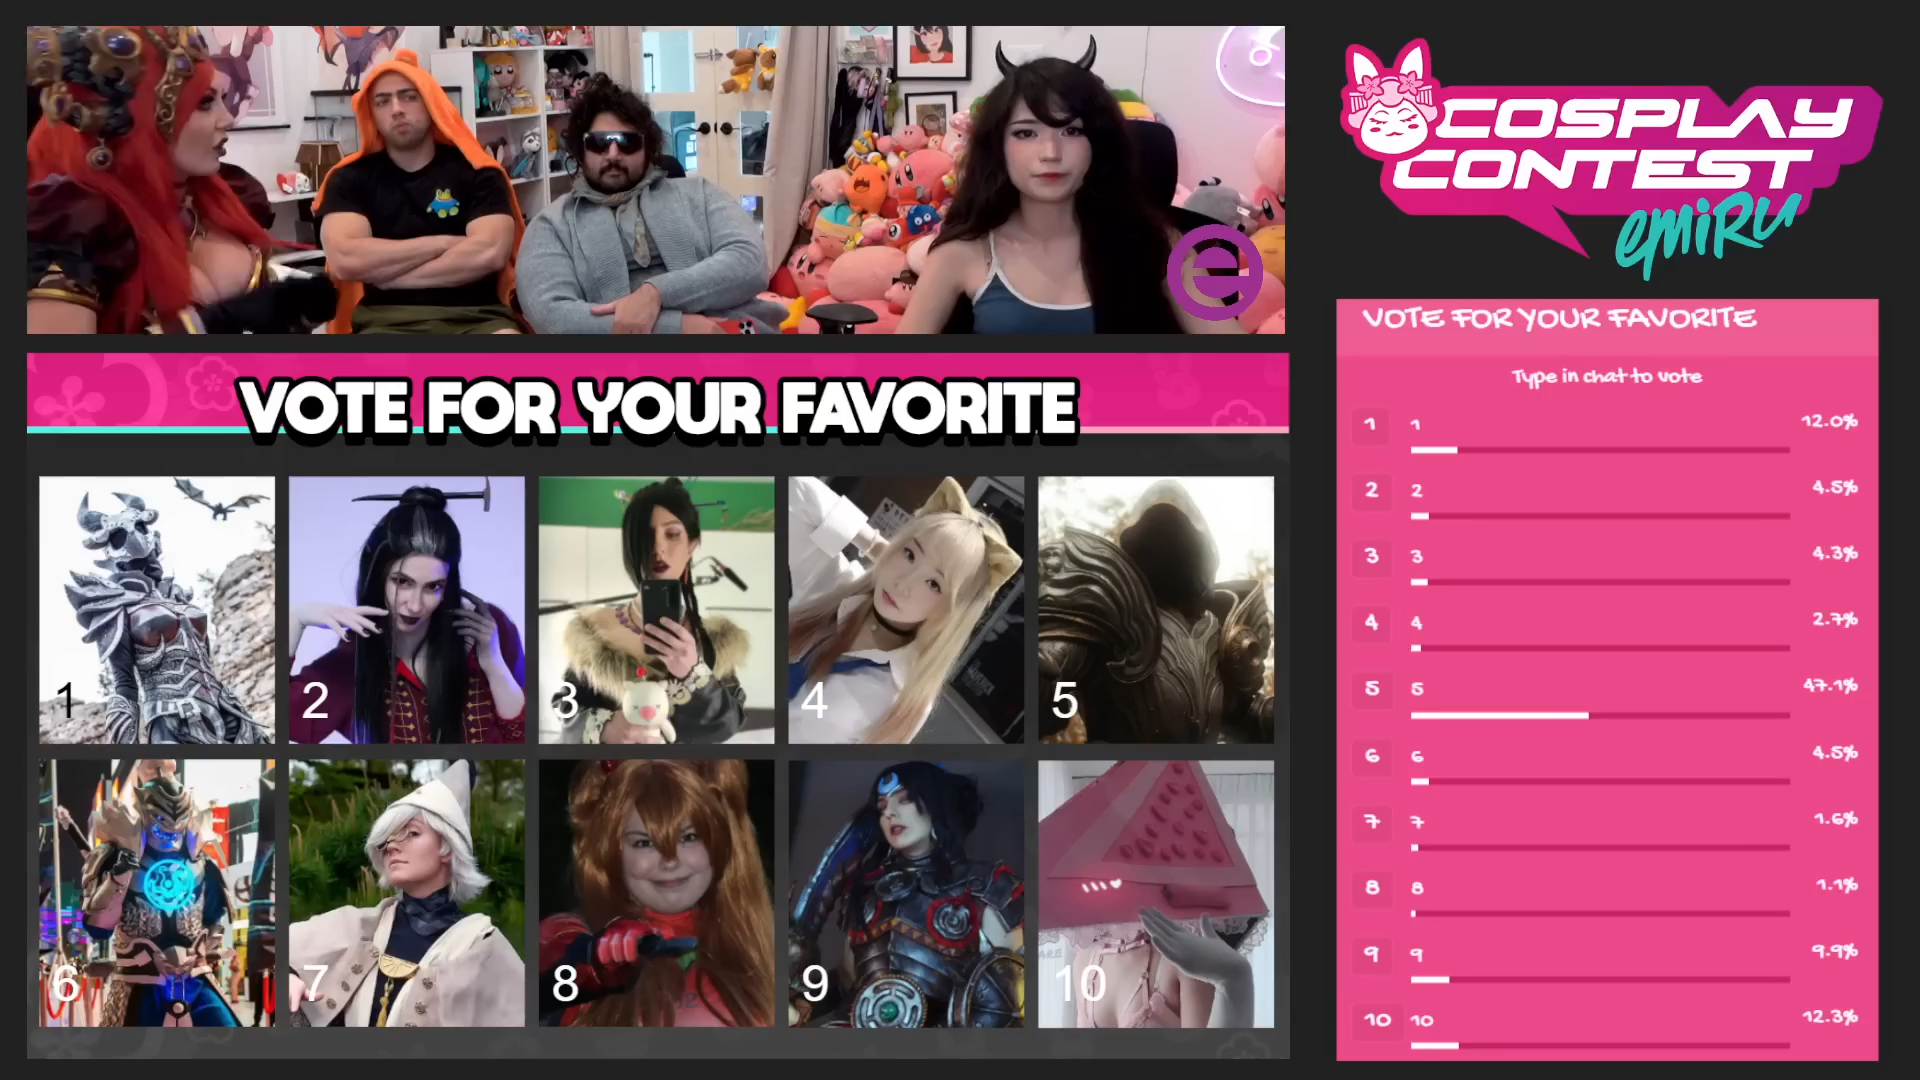 COSPLAY
CONTEST
emiru
e
VOTE FOR YOUR FAVORITE
1
2
3
4
5
6
7
8
9
10
VOTE FOR YOUR FAVORITE
Type in chat to vote
1 1 12.0%
2 2 4.5%
3 3 4.3%
4 4 2.7%
5 5 47.1%
6 6 4.5%
7 7 1.6%
8 8 1.1%
9 9 9.9%
10 10 12.3%